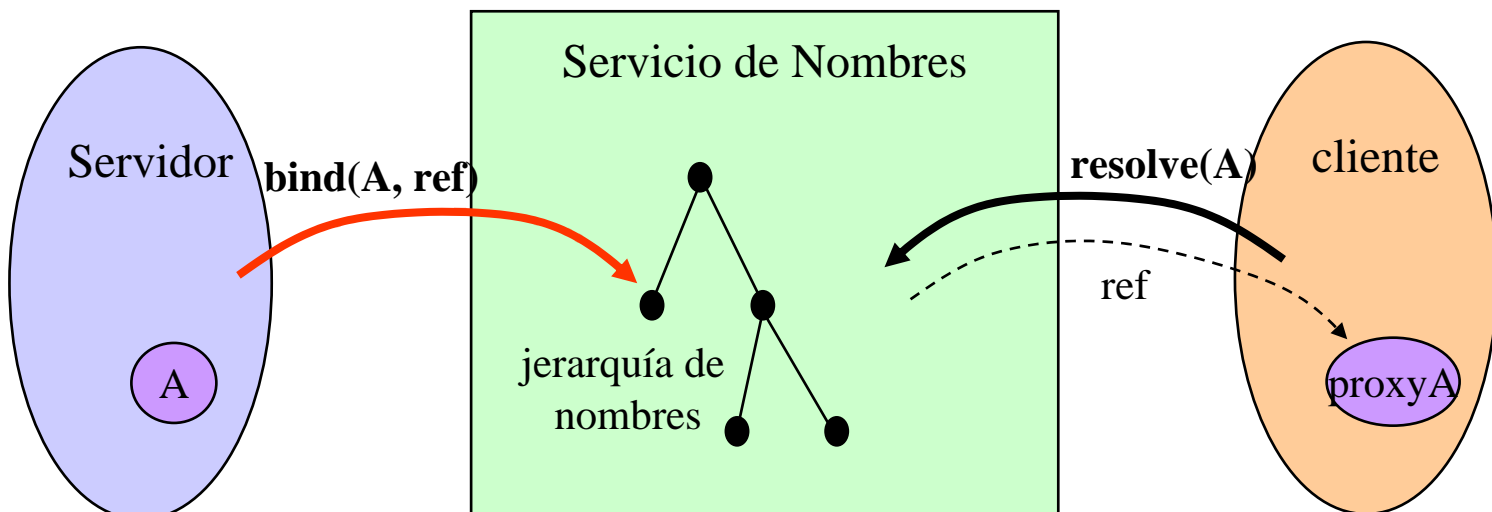 Servicio de Nombres
Servidor
bind(A, ref)
resolve(A)
cliente
ref
jerarquía de
nombres
A
proxyA